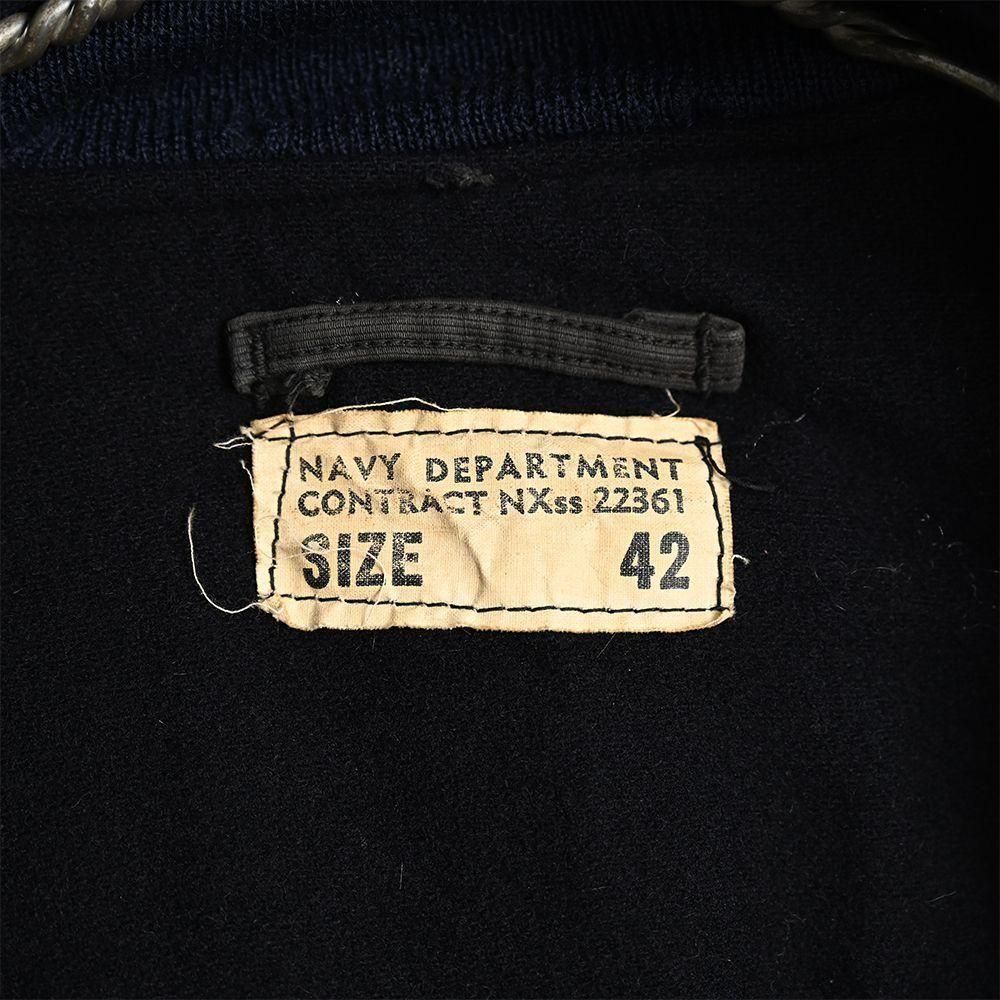 NAVY DEPARTMENT
CONTRACT NXss 22361
SIZE 42